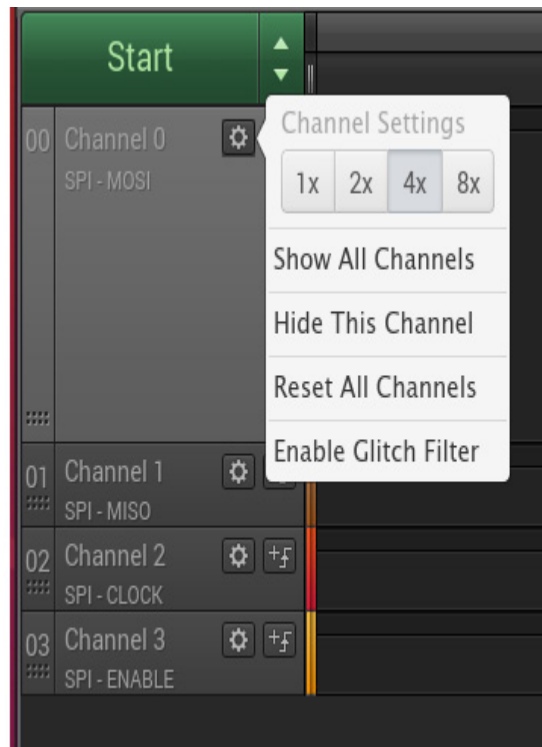 Start
00 Channel 0
SPI - MOSI
Channel Settings
1x 2x 4x 8x
Show All Channels
Hide This Channel
Reset All Channels
Enable Glitch Filter
01 Channel 1
SPI - MISO
02 Channel 2
SPI - CLOCK
03 Channel 3
SPI - ENABLE